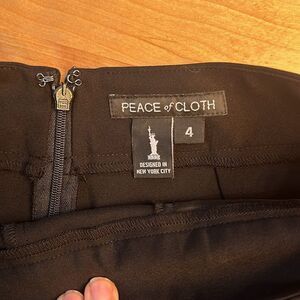 PEACE of CLOTH
4
DESIGNED IN
NEW YORK CITY